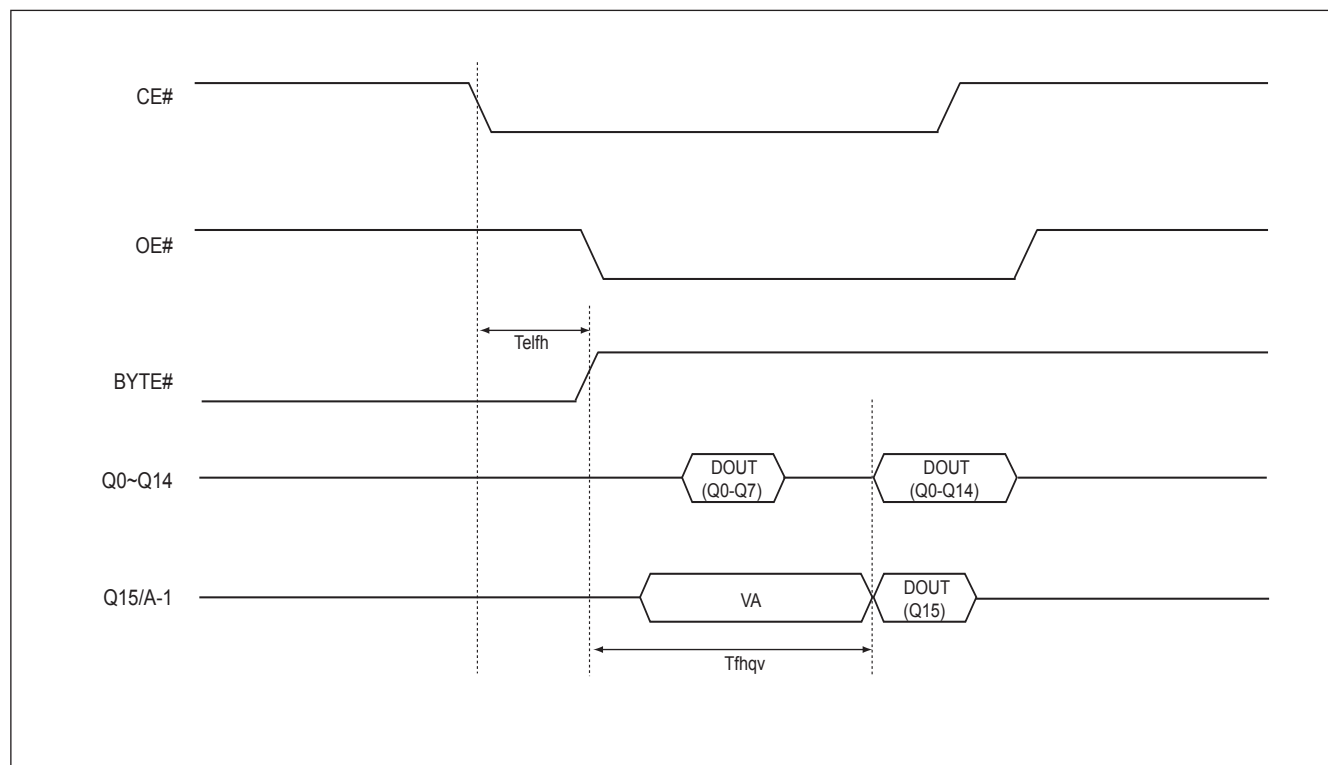 CE#
OE#
Telfh
BYTE#
Q0~Q14
DOUT
(Q0-Q7)
DOUT
(Q0-Q14)
Q15/A-1
VA
DOUT
(Q15)
Tfhqv